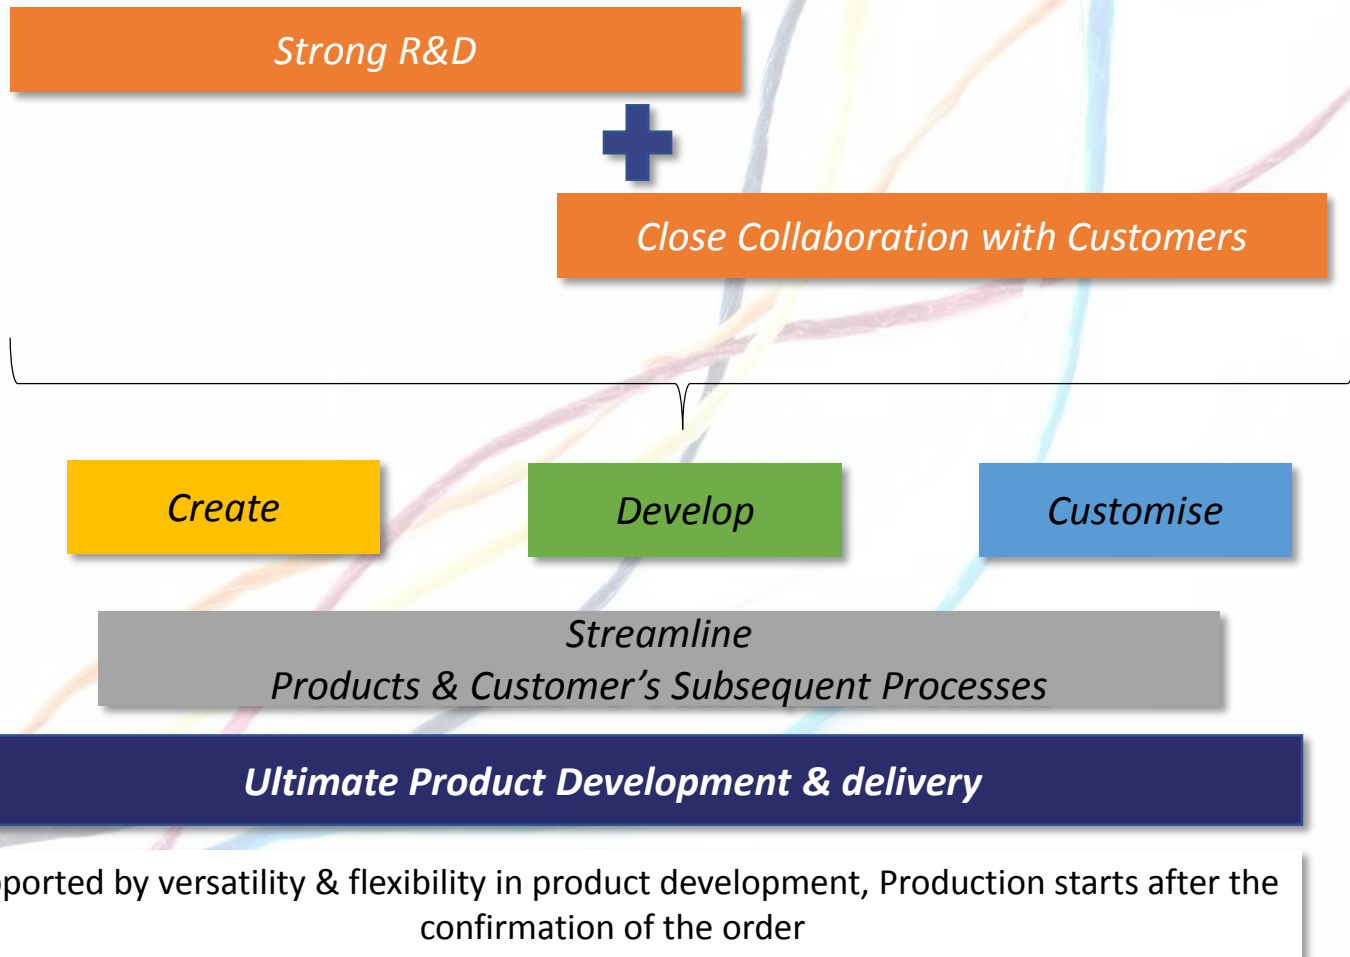 Strong R&D
Close Collaboration with Customers
Create
Develop
Customise
Streamline
Products & Customer’s Subsequent Processes
Ultimate Product Development & delivery
by versatility & flexibility in product development, Production starts after the
confirmation of the order